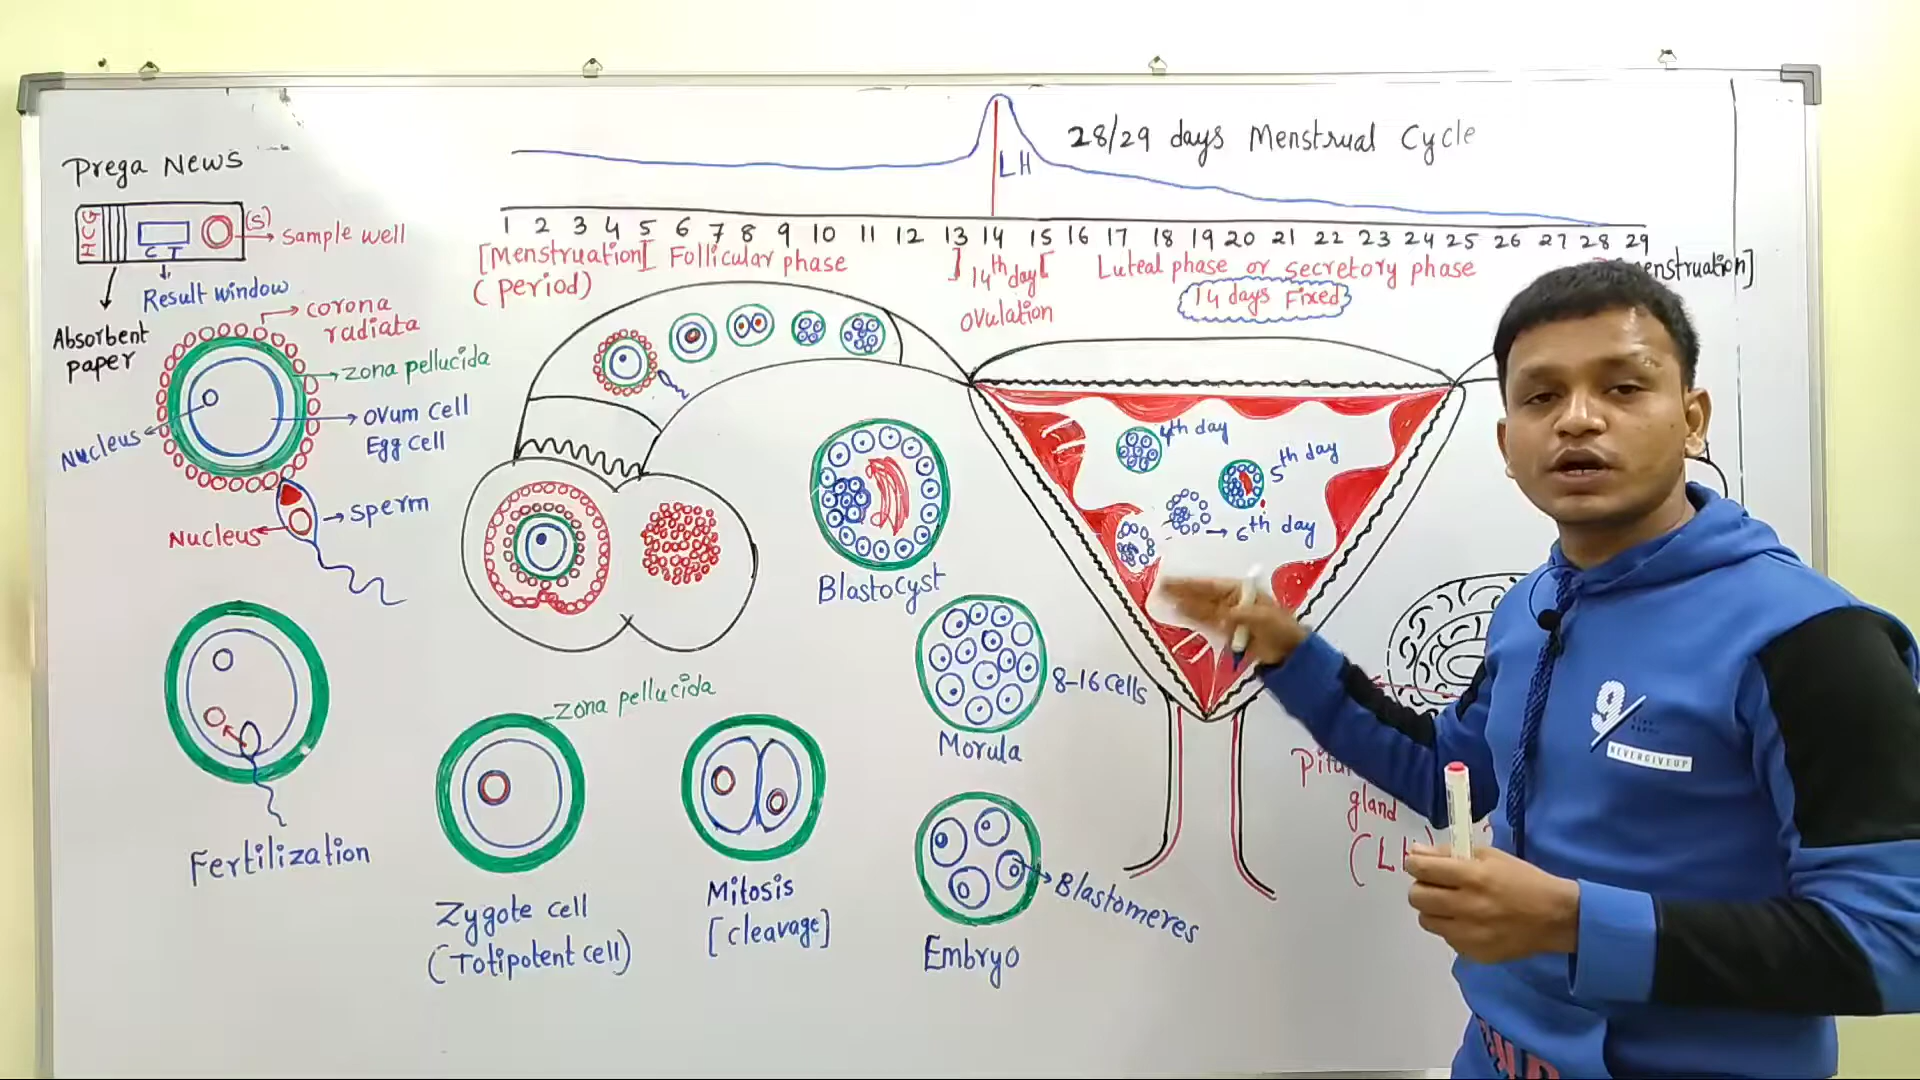 28/29 days Menstrual Cycle
LH
Prega News
HCG
(S)
Sample well
C T
Result window
Absorbent
paper
1 2 3 4 5 6 7 8 9 10 11 12 13 14 15 16 17 18 19 20 21 22 23 24 25 26 27 28 29
[Menstruation]
(period)
[ Follicular phase ]
14th day
ovulation
[ Luteal phase or secretory phase
14 days Fixed
corona
radiata
zona pellucida
ovum cell
Egg cell
Nucleus
sperm
Nucleus
Fertilization
Blastocyst
4th day
5th day
6th day
8-16 cells
Morula
zona pellucida
Zygote cell
(Totipotent cell)
Mitosis
[cleavage]
Blastomeres
Embryo
gland
9
NEVERGIVEUP